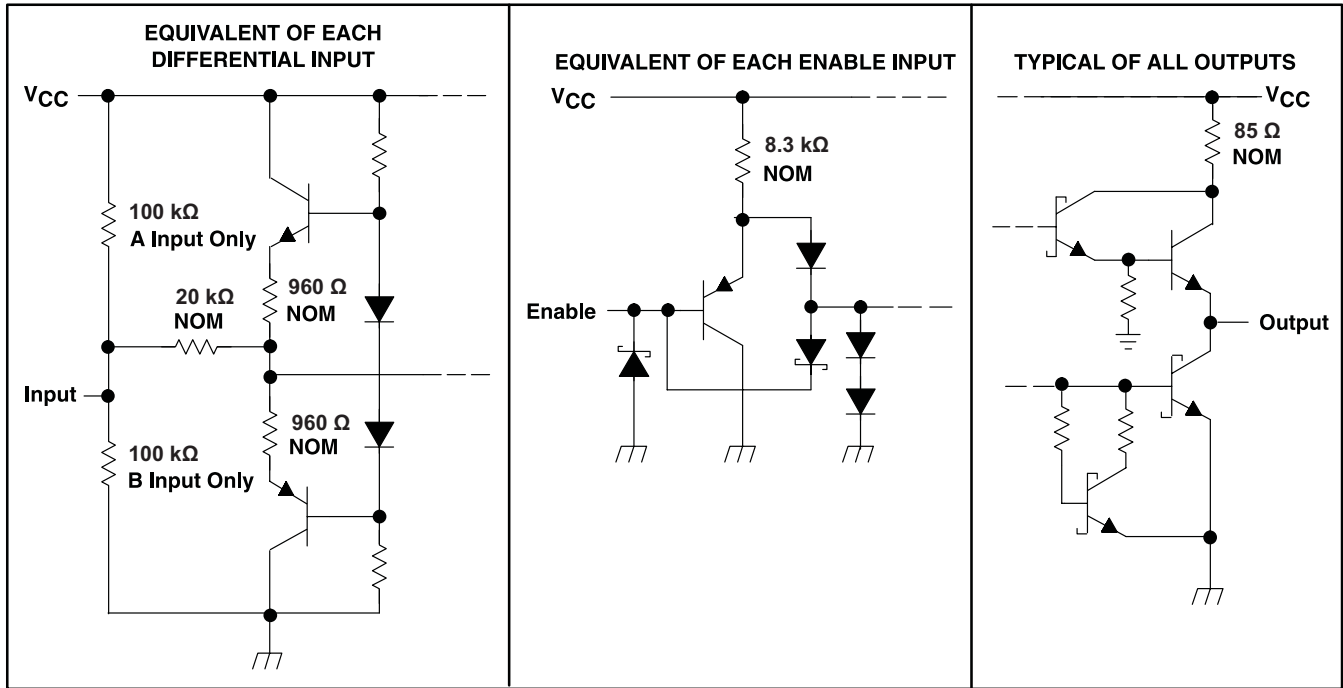 EQUIVALENT OF EACH
DIFFERENTIAL INPUT
VCC
100 kΩ
A Input Only
20 kΩ
NOM
960 Ω
NOM
Input
960 Ω
NOM
100 kΩ
B Input Only
EQUIVALENT OF EACH ENABLE INPUT
VCC
8.3 kΩ
NOM
Enable
TYPICAL OF ALL OUTPUTS
VCC
85 Ω
NOM
Output